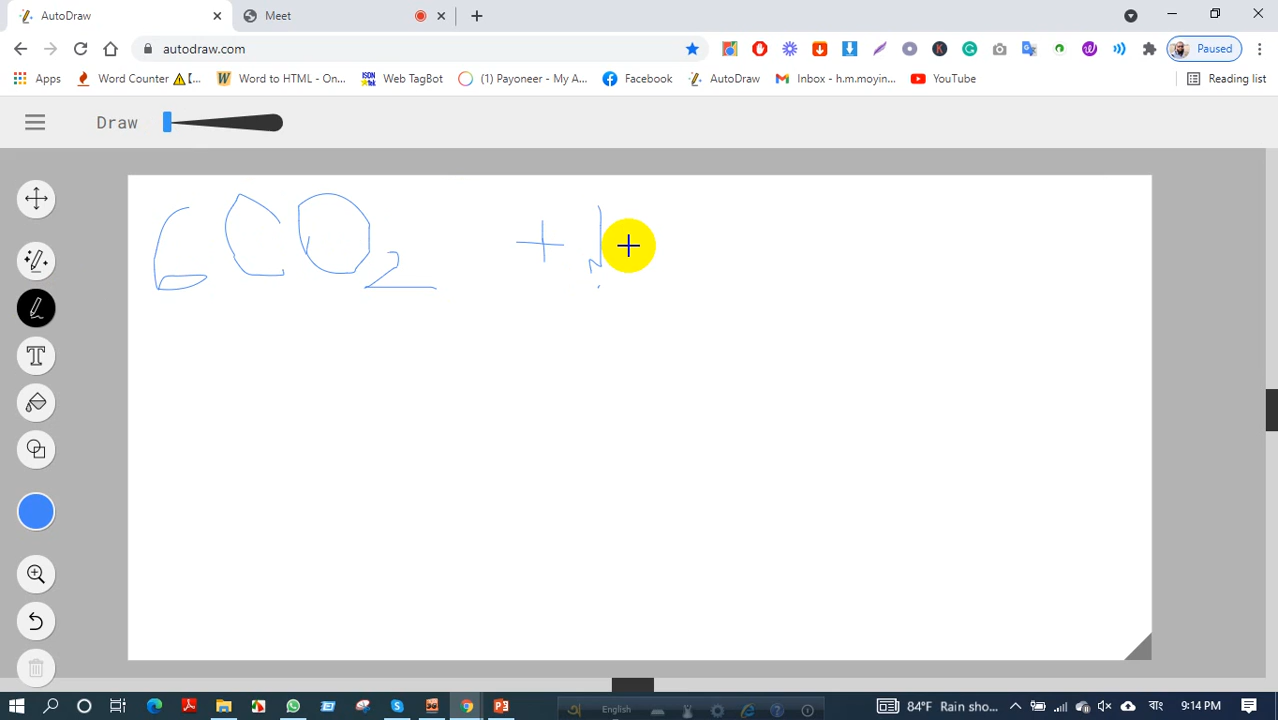 AutoDraw
Meet
autodraw.com
Paused
Apps
Word Counter
[...
Word to HTML - On...
Web TagBot
(1) Payoneer - My A...
Facebook
AutoDraw
Inbox - h.m.moyin...
YouTube
Reading list
Draw
6CO2 +
English
84°F Rain sho...
9:14 PM